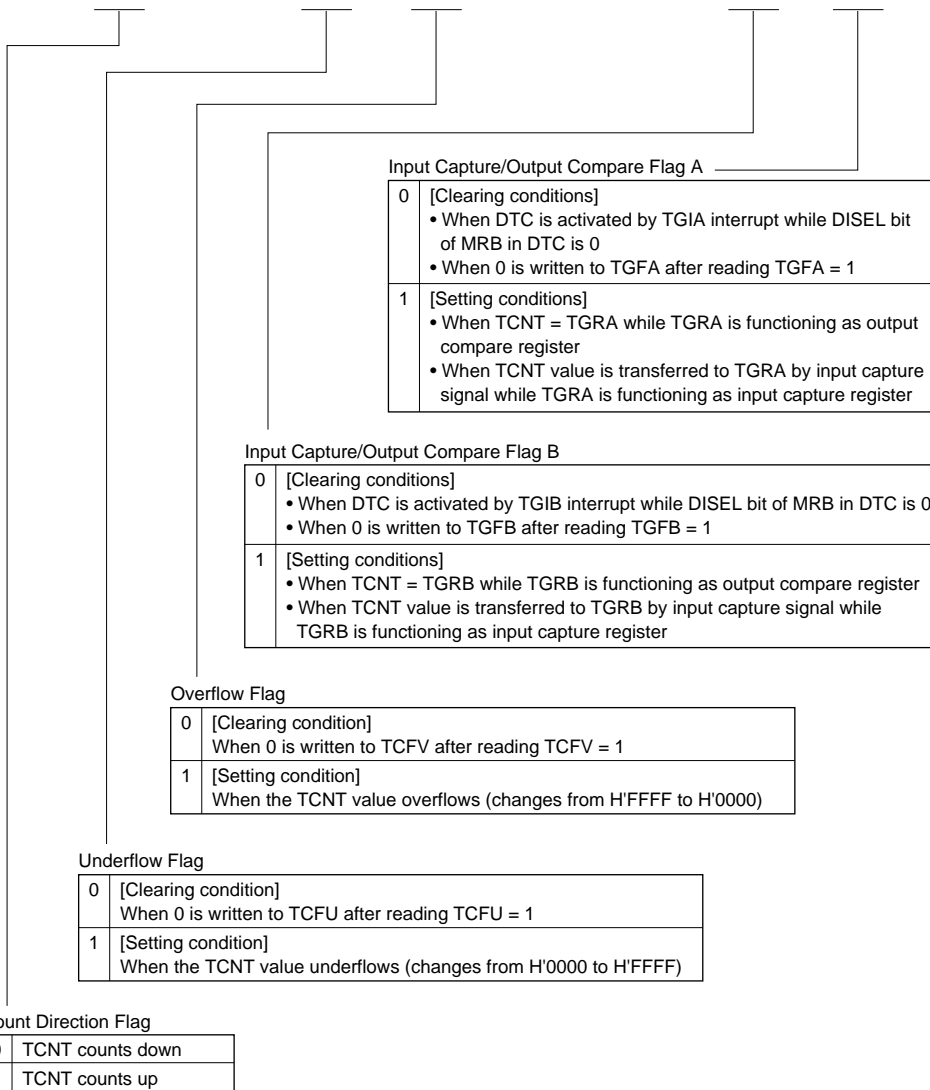 Input Capture/Output Compare Flag A
0 [Clearing conditions]
• When DTC is activated by TGIA interrupt while DISEL bit
of MRB in DTC is 0
• When 0 is written to TGFA after reading TGFA = 1
1 [Setting conditions]
• When TCNT = TGRA while TGRA is functioning as output
compare register
• When TCNT value is transferred to TGRA by input capture
signal while TGRA is functioning as input capture register
Input Capture/Output Compare Flag B
0 [Clearing conditions]
• When DTC is activated by TGIB interrupt while DISEL bit of MRB in DTC is 0
• When 0 is written to TGFB after reading TGFB = 1
1 [Setting conditions]
• When TCNT = TGRB while TGRB is functioning as output compare register
• When TCNT value is transferred to TGRB by input capture signal while
TGRB is functioning as input capture register
Overflow Flag
0 [Clearing condition]
When 0 is written to TCFV after reading TCFV = 1
1 [Setting condition]
When the TCNT value overflows (changes from H'FFFF to H'0000)
Underflow Flag
0 [Clearing condition]
When 0 is written to TCFU after reading TCFU = 1
1 [Setting condition]
When the TCNT value underflows (changes from H'0000 to H'FFFF)
ount Direction Flag
TCNT counts down
TCNT counts up